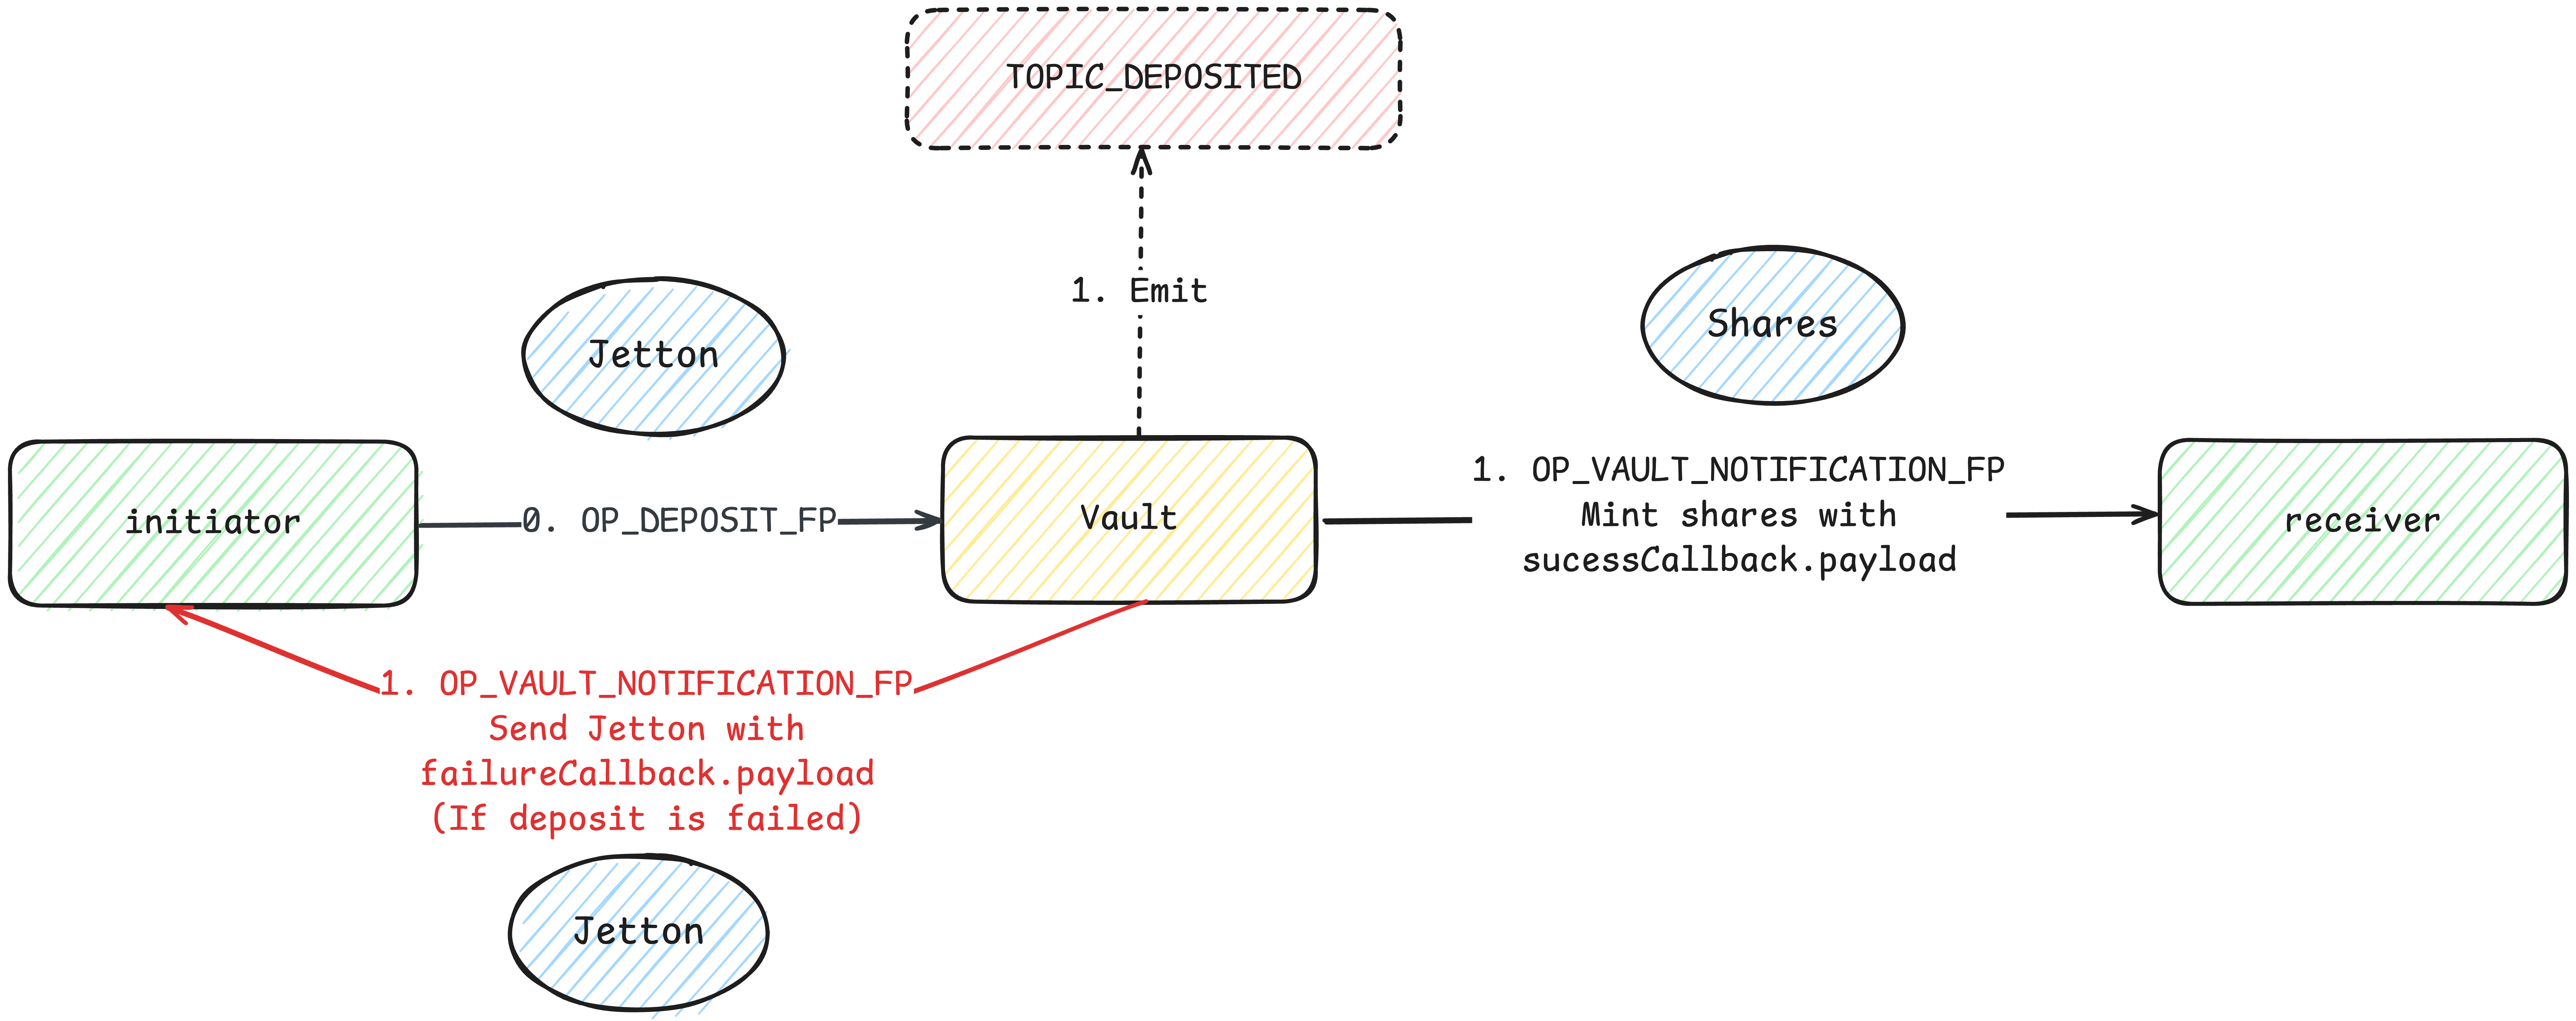 TOPIC_DEPOSITED
1. Emit
Jetton
Shares
initiator
0. OP_DEPOSIT_FP
Vault
1. OP_VAULT_NOTIFICATION_FP
Mint shares with
sucessCallback.payload
receiver
1. OP_VAULT_NOTIFICATION_FP
Send Jetton with
failureCallback.payload
(If deposit is failed)
Jetton